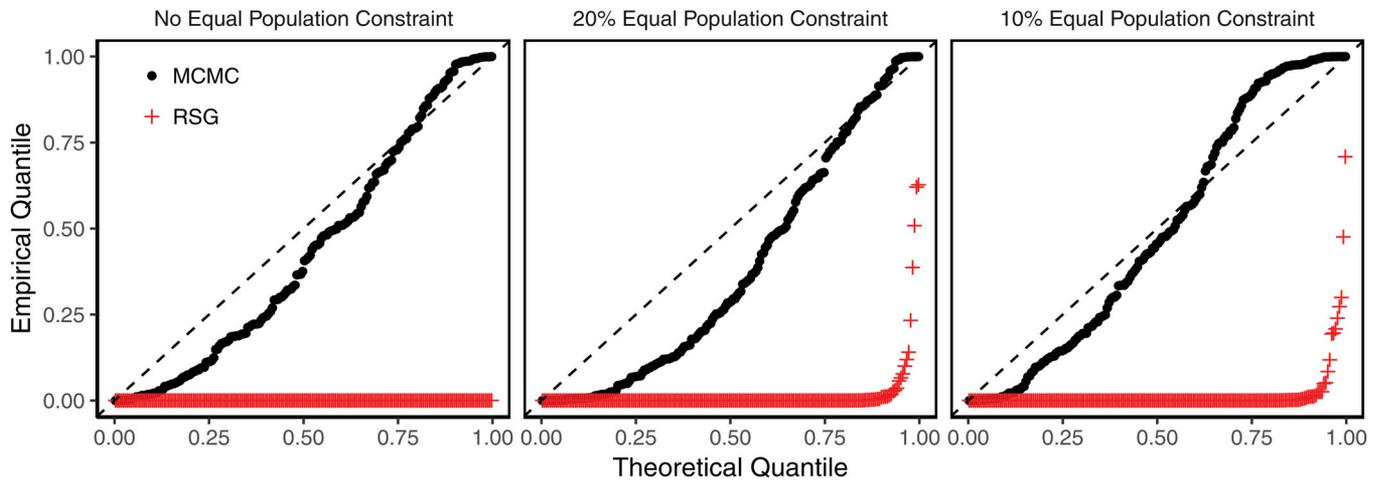 No Equal Population Constraint
20% Equal Population Constraint
10% Equal Population Constraint
MCMC
RSG
Empirical Quantile
1.00
0.75
0.50
0.25
0.00
0.00 0.25 0.50 0.75 1.00
0.00 0.25 0.50 0.75 1.00
0.00 0.25 0.50 0.75 1.00
Theoretical Quantile